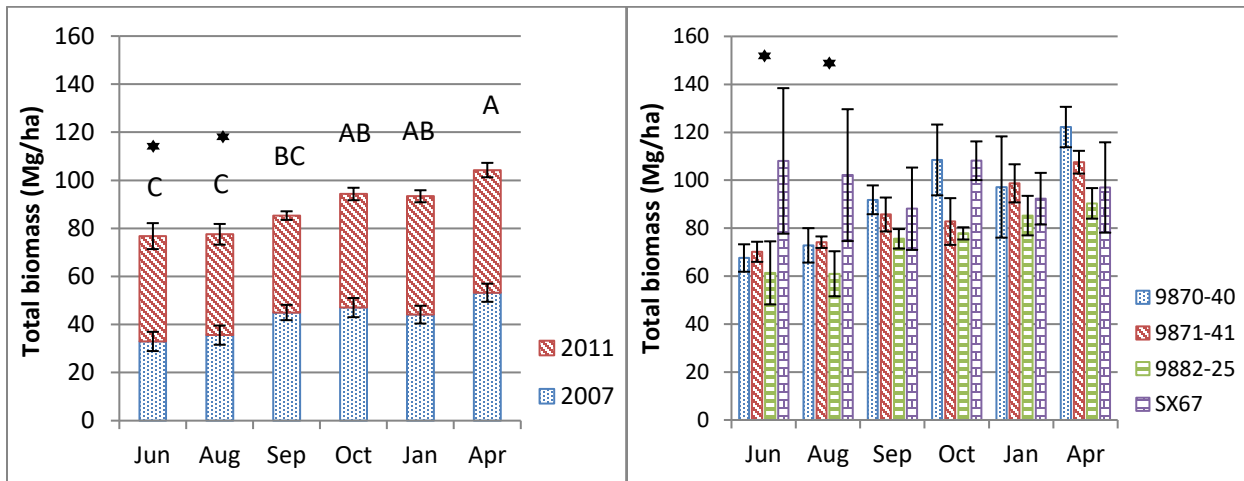 Total biomass (Mg/ha)
160
140
120
100
80
60
40
20
0
C
C
BC
AB
AB
A
Jun Aug Sep Oct Jan Apr
2011
2007
Total biomass (Mg/ha)
160
140
120
100
80
60
40
20
0
Jun Aug Sep Oct Jan Apr
9870-40
9871-41
9882-25
SX67